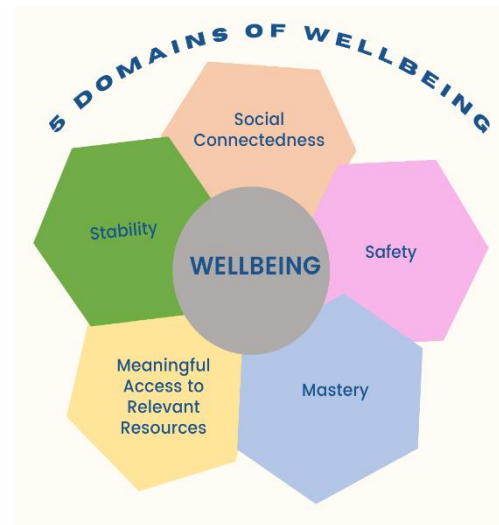 5 DOMAINS OF WELLBEING
Social
Connectedness
Stability
WELLBEING
Safety
Meaningful
Access to
Relevant
Resources
Mastery